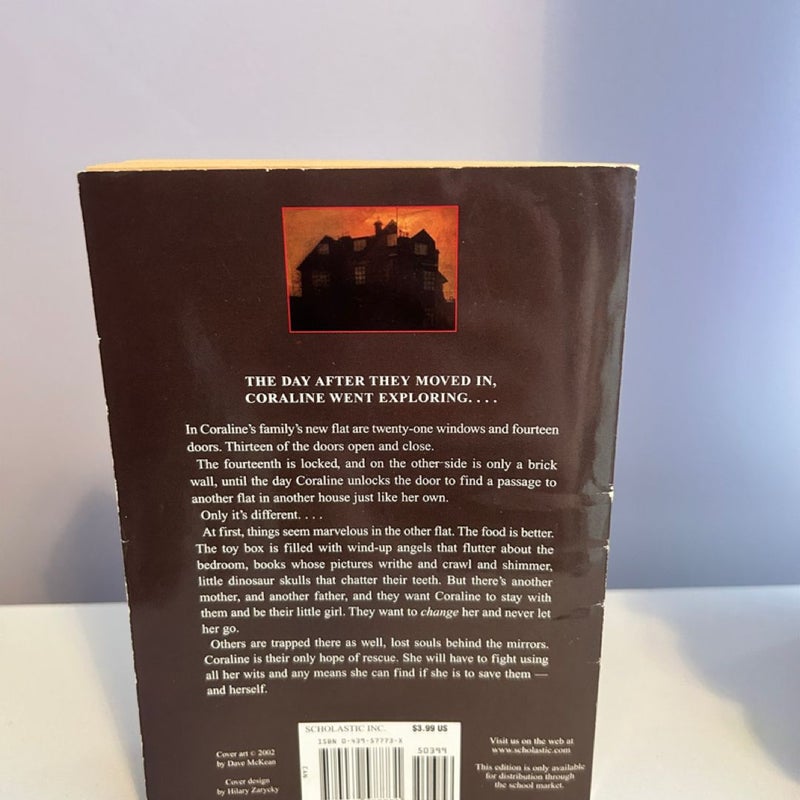 THE DAY AFTER THEY MOVED IN,
CORALINE WENT EXPLORING. . . .
In Coraline's family's new flat are twenty-one windows and fourteen
doors. Thirteen of the doors open and close.
The fourteenth is locked, and on the other side is only a brick
wall, until the day Coraline unlocks the door to find a passage to
another flat in another house just like her own.
Only it's different. . . .
At first, things seem marvelous in the other flat. The food is better.
The toy box is filled with wind-up angels that flutter about the
bedroom, books whose pictures writhe and crawl and shimmer,
little dinosaur skulls that chatter their teeth. But there's another
mother, and another father, and they want Coraline to stay with
them and be their little girl. They want to change her and never let
her go.
Others are trapped there as well, lost souls behind the mirrors.
Coraline is their only hope of rescue. She will have to fight using
all her wits and any means she can find if she is to save them —
and herself.
Cover art © 2002
by Dave McKean
Cover design
by Hilary Zarycky
SCHOLASTIC INC. $3.99 US
ISBN 0-439-57773-X
50399
Visit us on the web at
www.scholastic.com
This edition is only available
for distribution through
the school market.